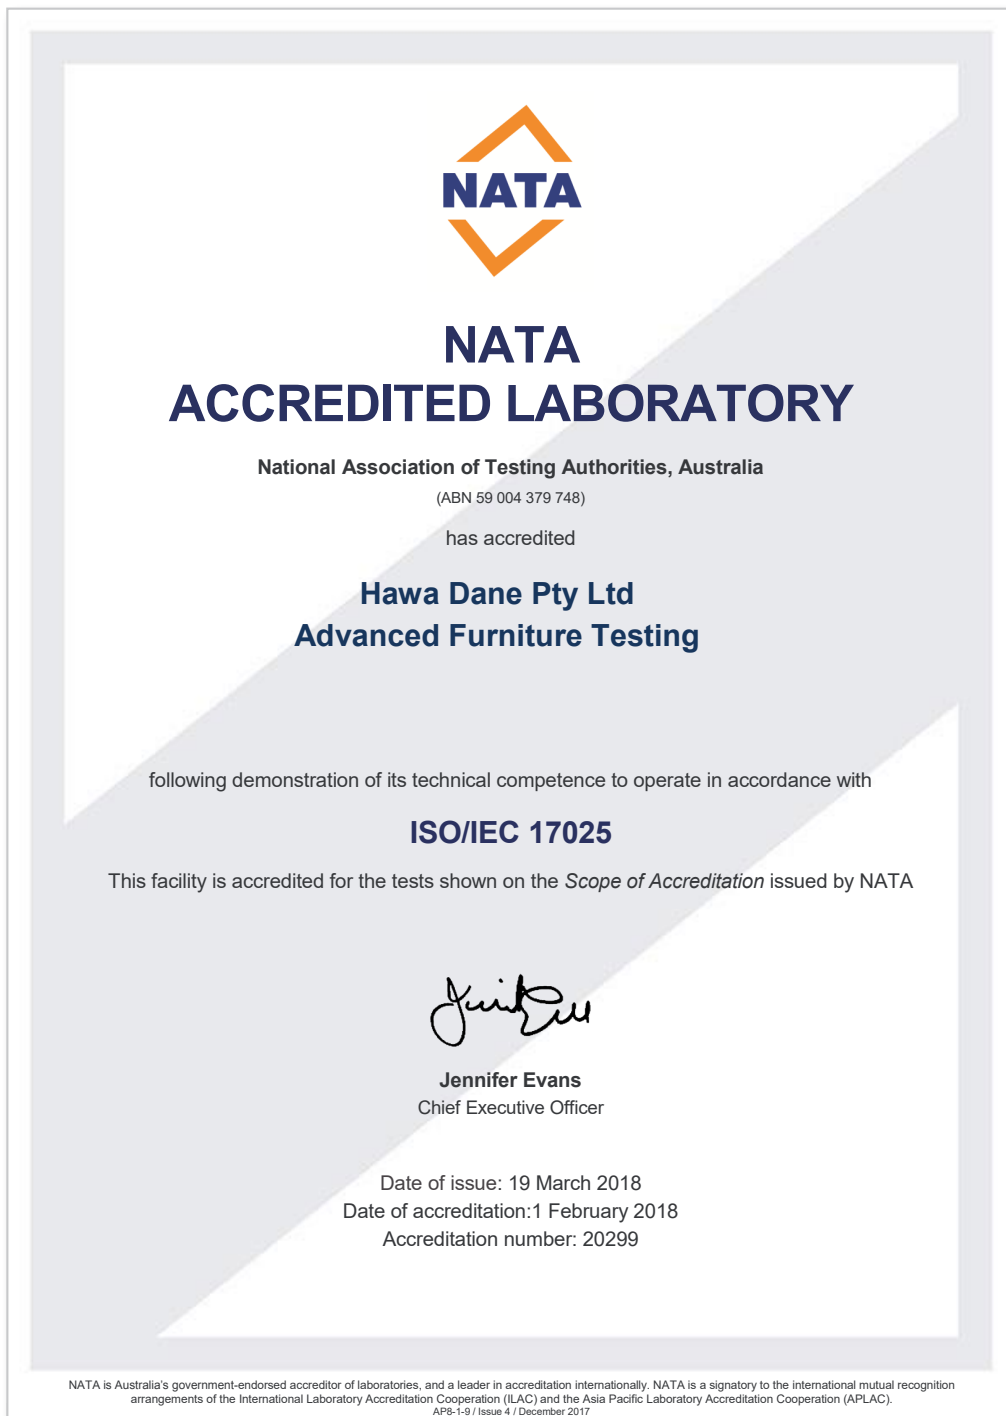 NATA
NATA
ACCREDITED LABORATORY
National Association of Testing Authorities, Australia
(ABN 59 004 379 748)
has accredited
Hawa Dane Pty Ltd
Advanced Furniture Testing
following demonstration of its technical competence to operate in accordance with
ISO/IEC 17025
This facility is accredited for the tests shown on the Scope of Accreditation issued by NATA
Jennifer Evans
Chief Executive Officer
Date of issue: 19 March 2018
Date of accreditation:1 February 2018
Accreditation number: 20299
NATA is Australia's government-endorsed accreditor of laboratories, and a leader in accreditation internationally. NATA is a signatory to the international mutual recognition
arrangements of the International Laboratory Accreditation Cooperation (ILAC) and the Asia Pacific Laboratory Accreditation Cooperation (APLAC).
AP8-1-9 / Issue 4 / December 2017